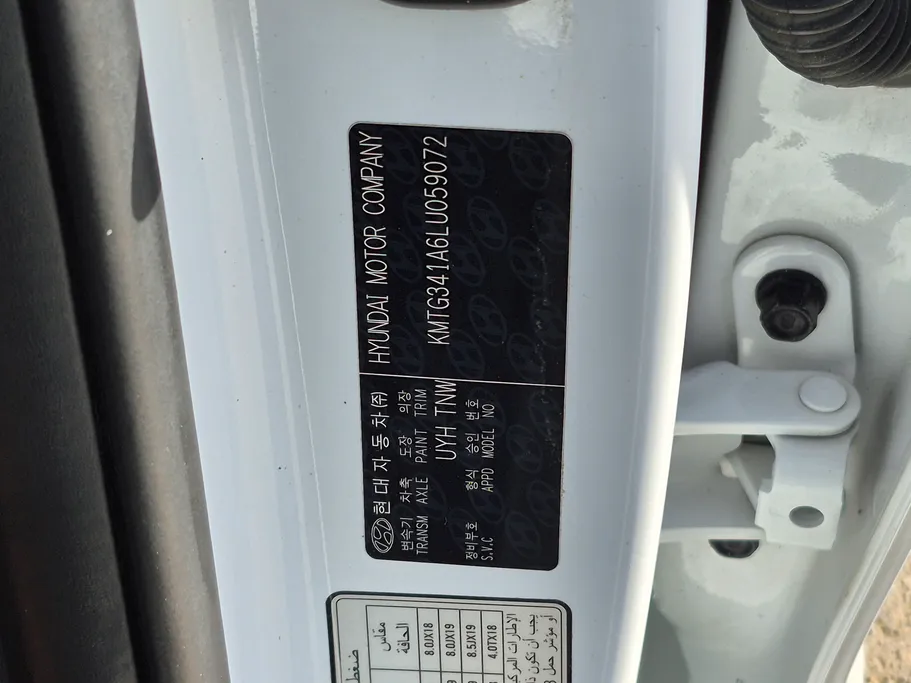 현대자동차(주) HYUNDAI MOTOR COMPANY
변속기 차축 도장 의장
TRANSM AXLE PAINT TRIM
UYH TNW KMTG341A6LU059072
정비부호 형식 승인 번호
S.V.C APPD MODEL NO
مقاس
الحافة
8.0JX18
8.0JX19
8.5JX19
4.0TX18